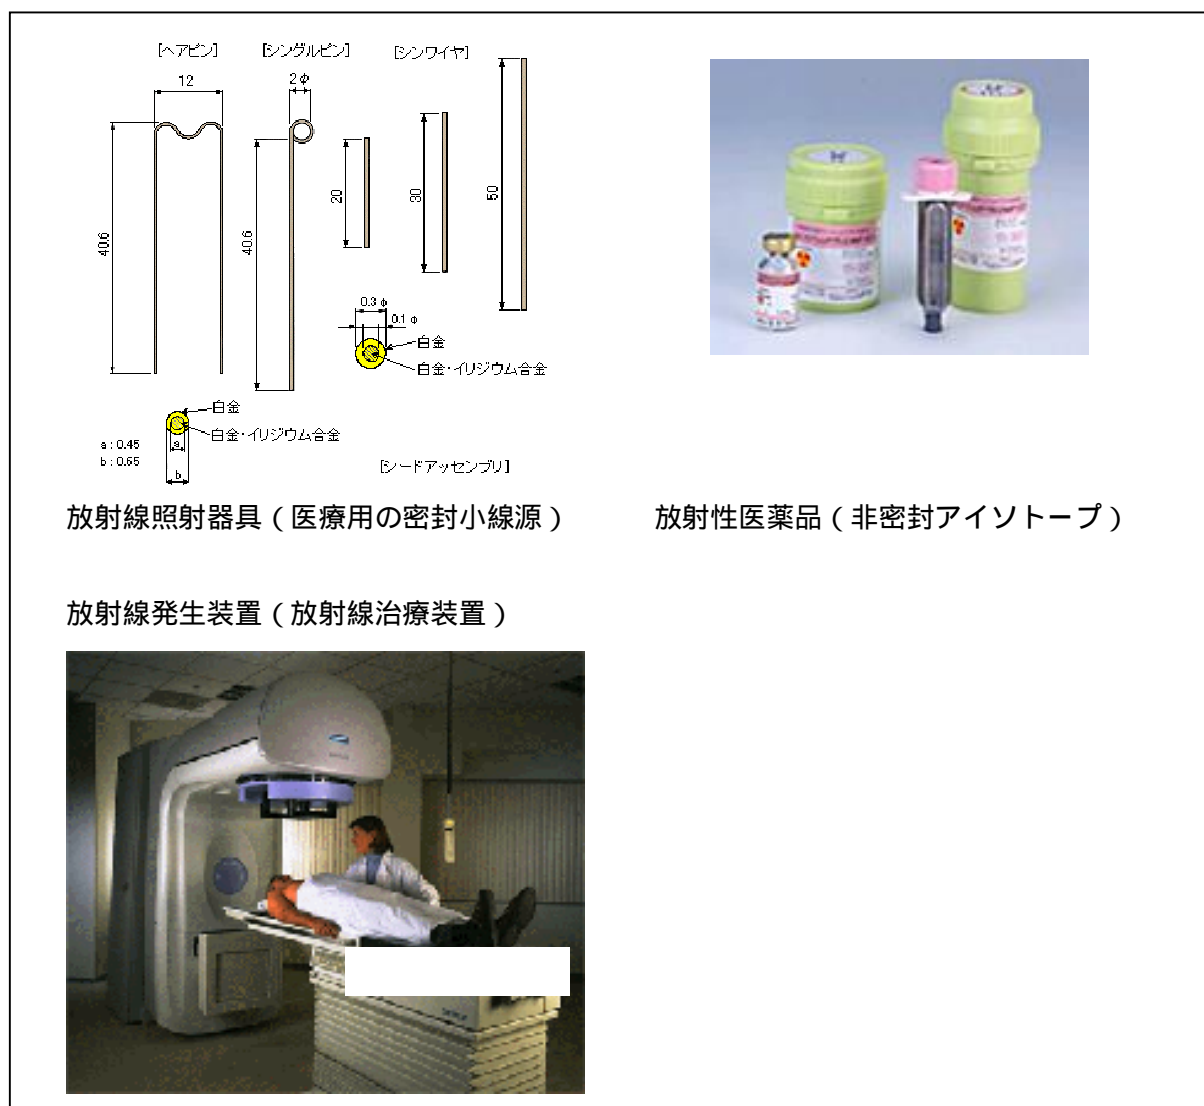 [ヘアピン] [シングルピン] [シンワイヤ]
12
2φ
40.6
40.6
20
30
50
0.3 φ
0.1 φ
白金
白金・イリジウム合金
白金
白金・イリジウム合金
a : 0.45
b : 0.65
a
b
[シードアッセンブリ]
放射線照射器具（医療用の密封小線源）
放射性医薬品（非密封アイソトープ）
放射線発生装置（放射線治療装置）